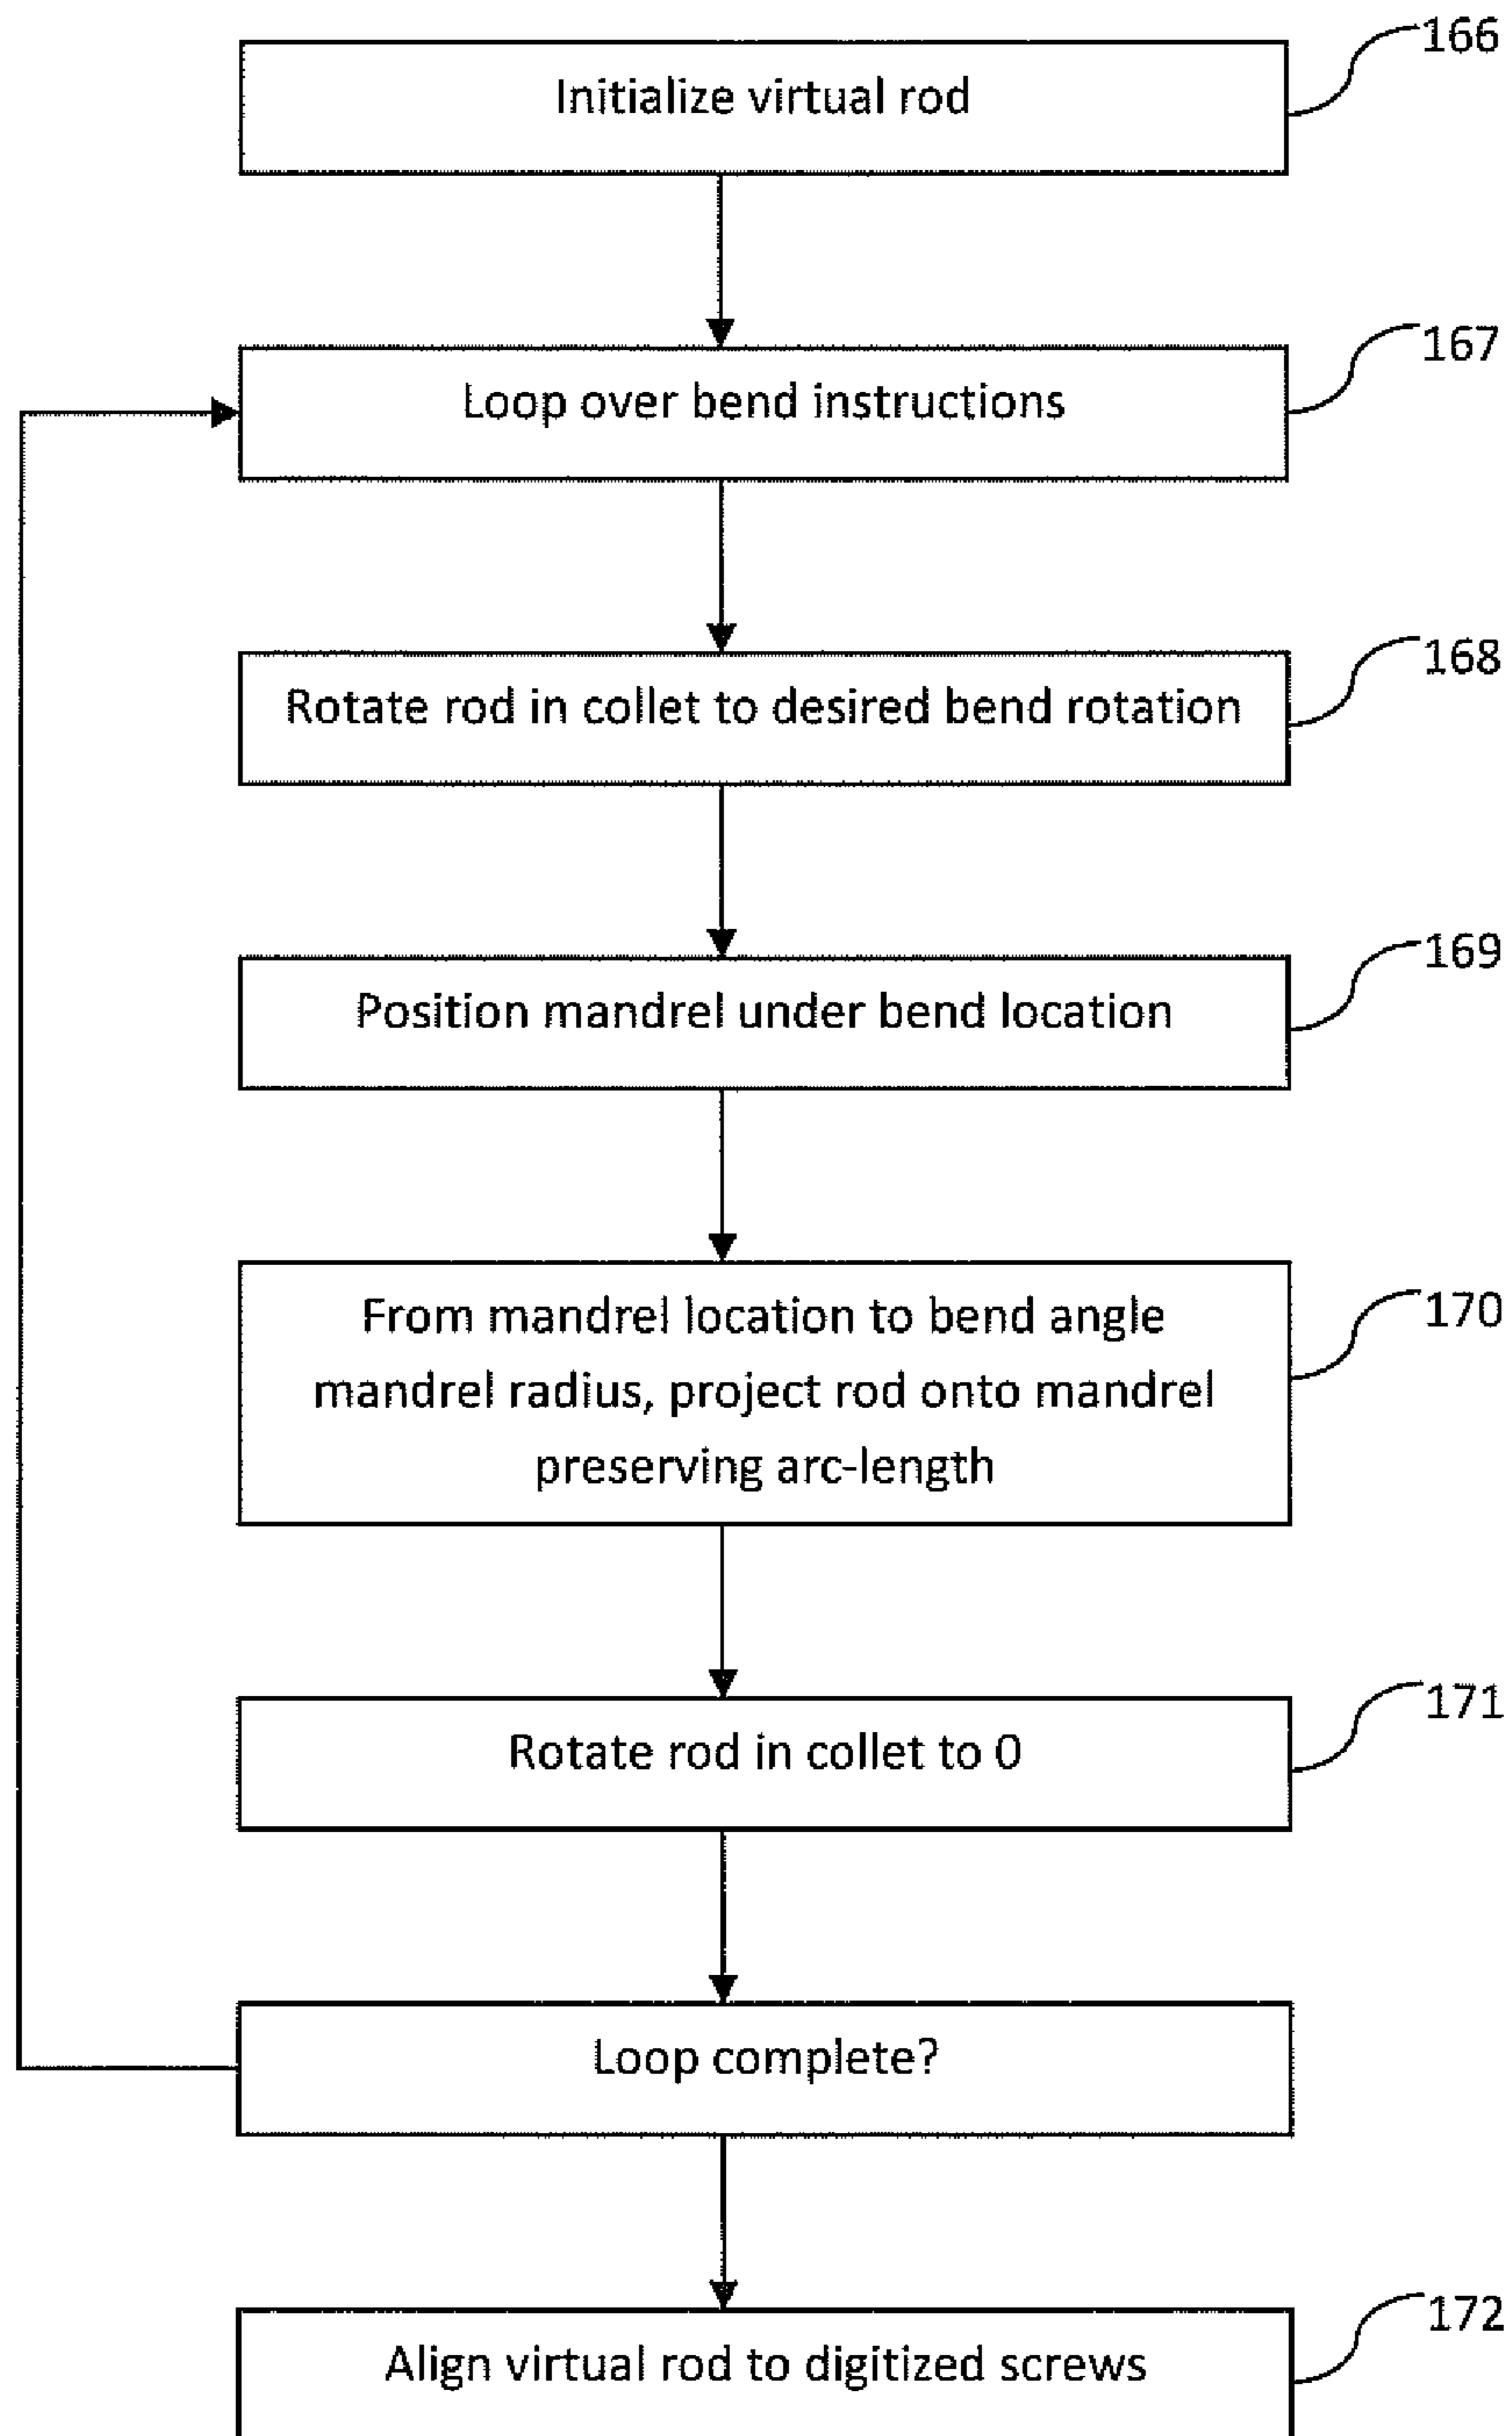 166
Initialize virtual rod
167
Loop over bend instructions
168
Rotate rod in collet to desired bend rotation
169
Position mandrel under bend location
170
From mandrel location to bend angle
mandrel radius, project rod onto mandrel
preserving arc-length
171
Rotate rod in collet to 0
Loop complete?
172
Align virtual rod to digitized screws